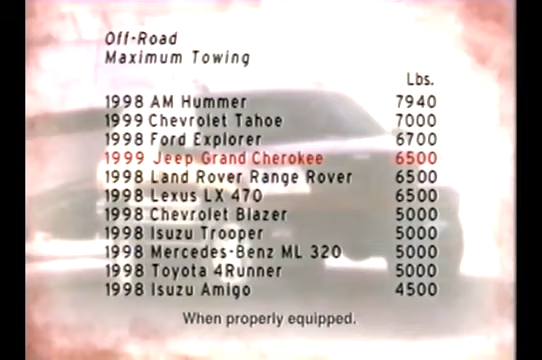 Off-Road
Maximum Towing
Lbs.
1998 AM Hummer 7940
1999 Chevrolet Tahoe 7000
1998 Ford Explorer 6700
1999 Jeep Grand Cherokee 6500
1998 Land Rover Range Rover 6500
1998 Lexus LX 470 6500
1998 Chevrolet Blazer 5000
1998 Isuzu Trooper 5000
1998 Mercedes-Benz ML 320 5000
1998 Toyota 4Runner 5000
1998 Isuzu Amigo 4500
When properly equipped.